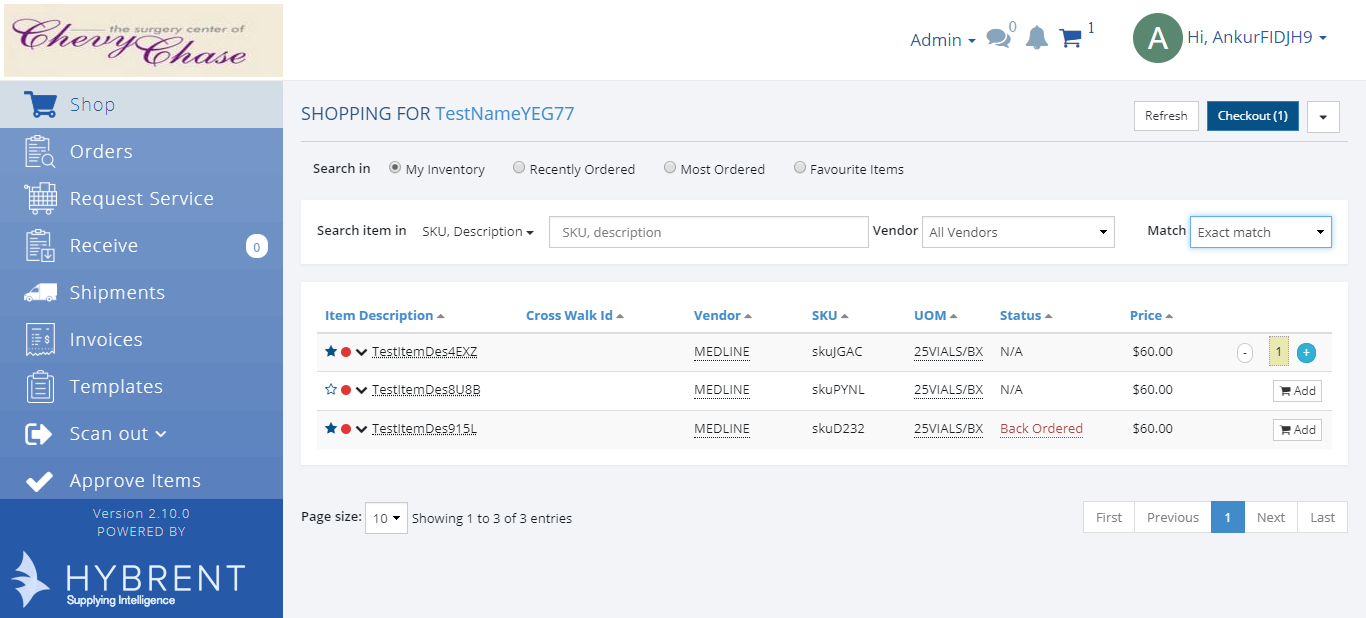 the surgery center of
Chevy Chase
Admin
0
1
A
Hi, AnkurFIDJH9
Shop
Orders
Request Service
Receive
0
Shipments
Invoices
Templates
Scan out
Approve Items
Version 2.10.0
POWERED BY
HYBRENT
Supplying Intelligence
SHOPPING FOR TestNameYEG77
Refresh
Checkout (1)
Search in My Inventory Recently Ordered Most Ordered Favourite Items
Search item in SKU, Description SKU, description Vendor All Vendors Match Exact match
Item Description Cross Walk Id Vendor SKU UOM Status Price
TestItemDes4EXZ MEDLINE skuJGAC 25VIALS/BX N/A $60.00 - 1 +
TestItemDes8U8B MEDLINE skuPYNL 25VIALS/BX N/A $60.00 Add
TestItemDes915L MEDLINE skuD232 25VIALS/BX Back Ordered $60.00 Add
Page size: 10 Showing 1 to 3 of 3 entries
First Previous 1 Next Last